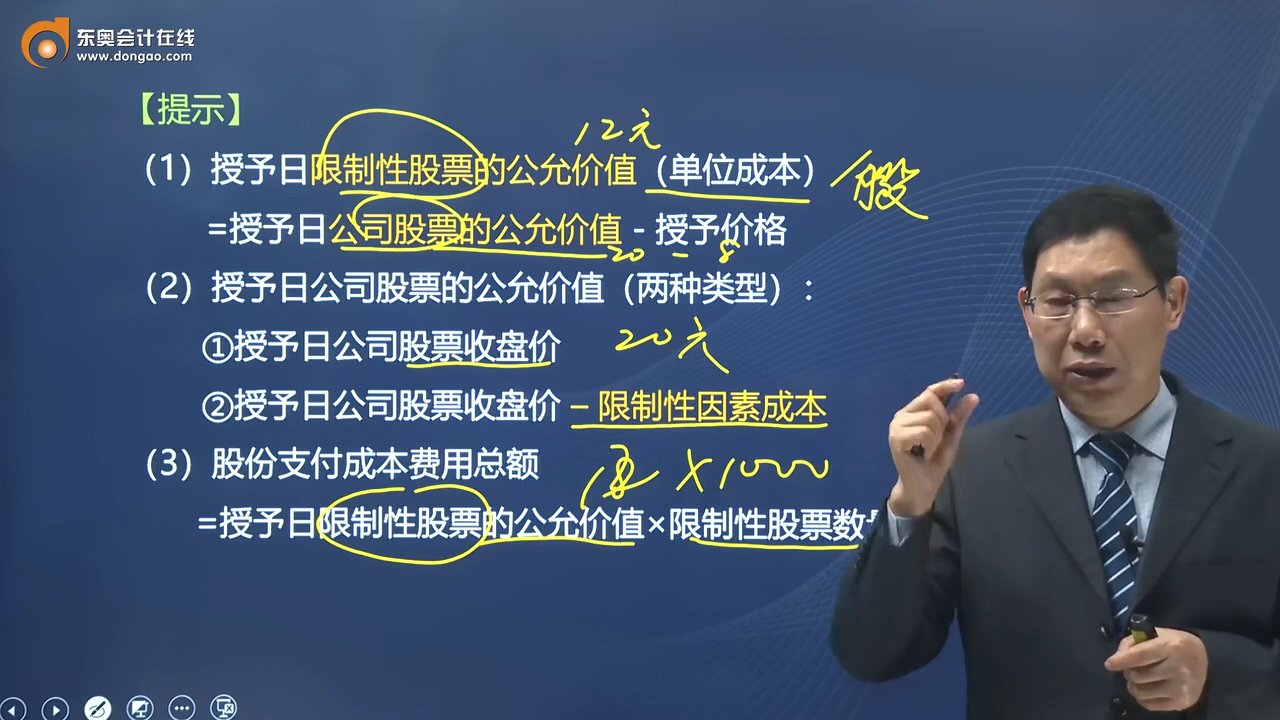 东奥会计在线
www.dongao.com
【提示】
12元
（1）授予日限制性股票的公允价值（单位成本）/股
=授予日公司股票的公允价值 - 授予价格
20 - 8
（2）授予日公司股票的公允价值（两种类型）：
①授予日公司股票收盘价 20元
②授予日公司股票收盘价 – 限制性因素成本
（3）股份支付成本费用总额
×1000
=授予日限制性股票的公允价值×限制性股票数